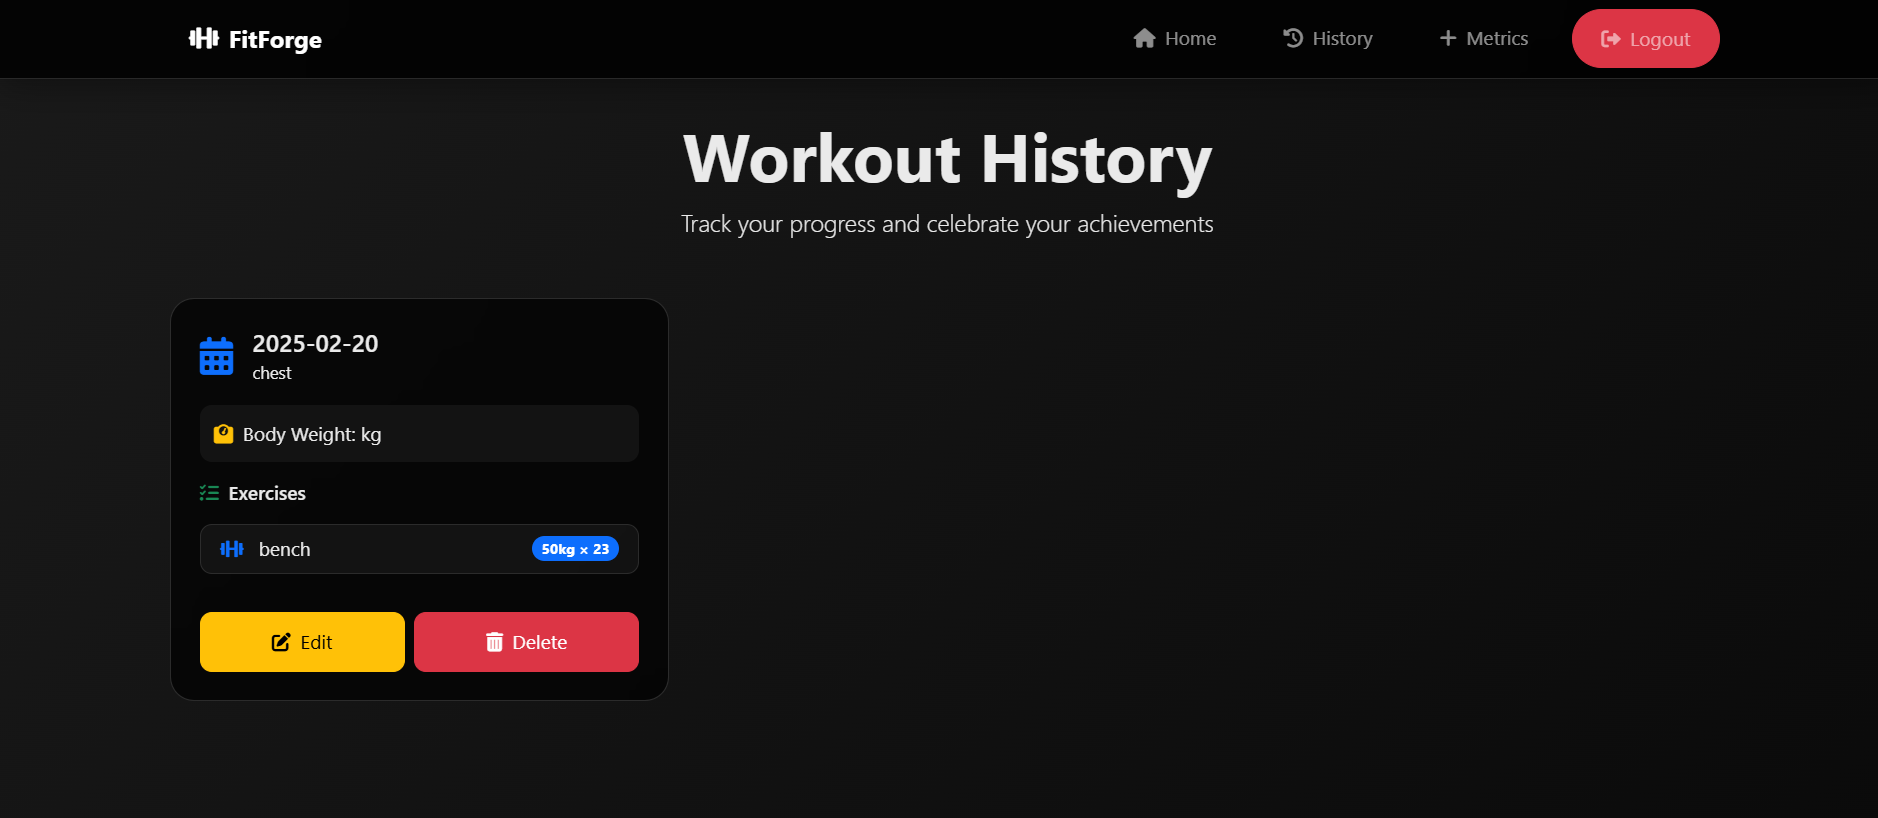 FitForge
Home
History
Metrics
Logout
Workout History
Track your progress and celebrate your achievements
2025-02-20
chest
Body Weight: kg
Exercises
bench
50kg × 23
Edit
Delete